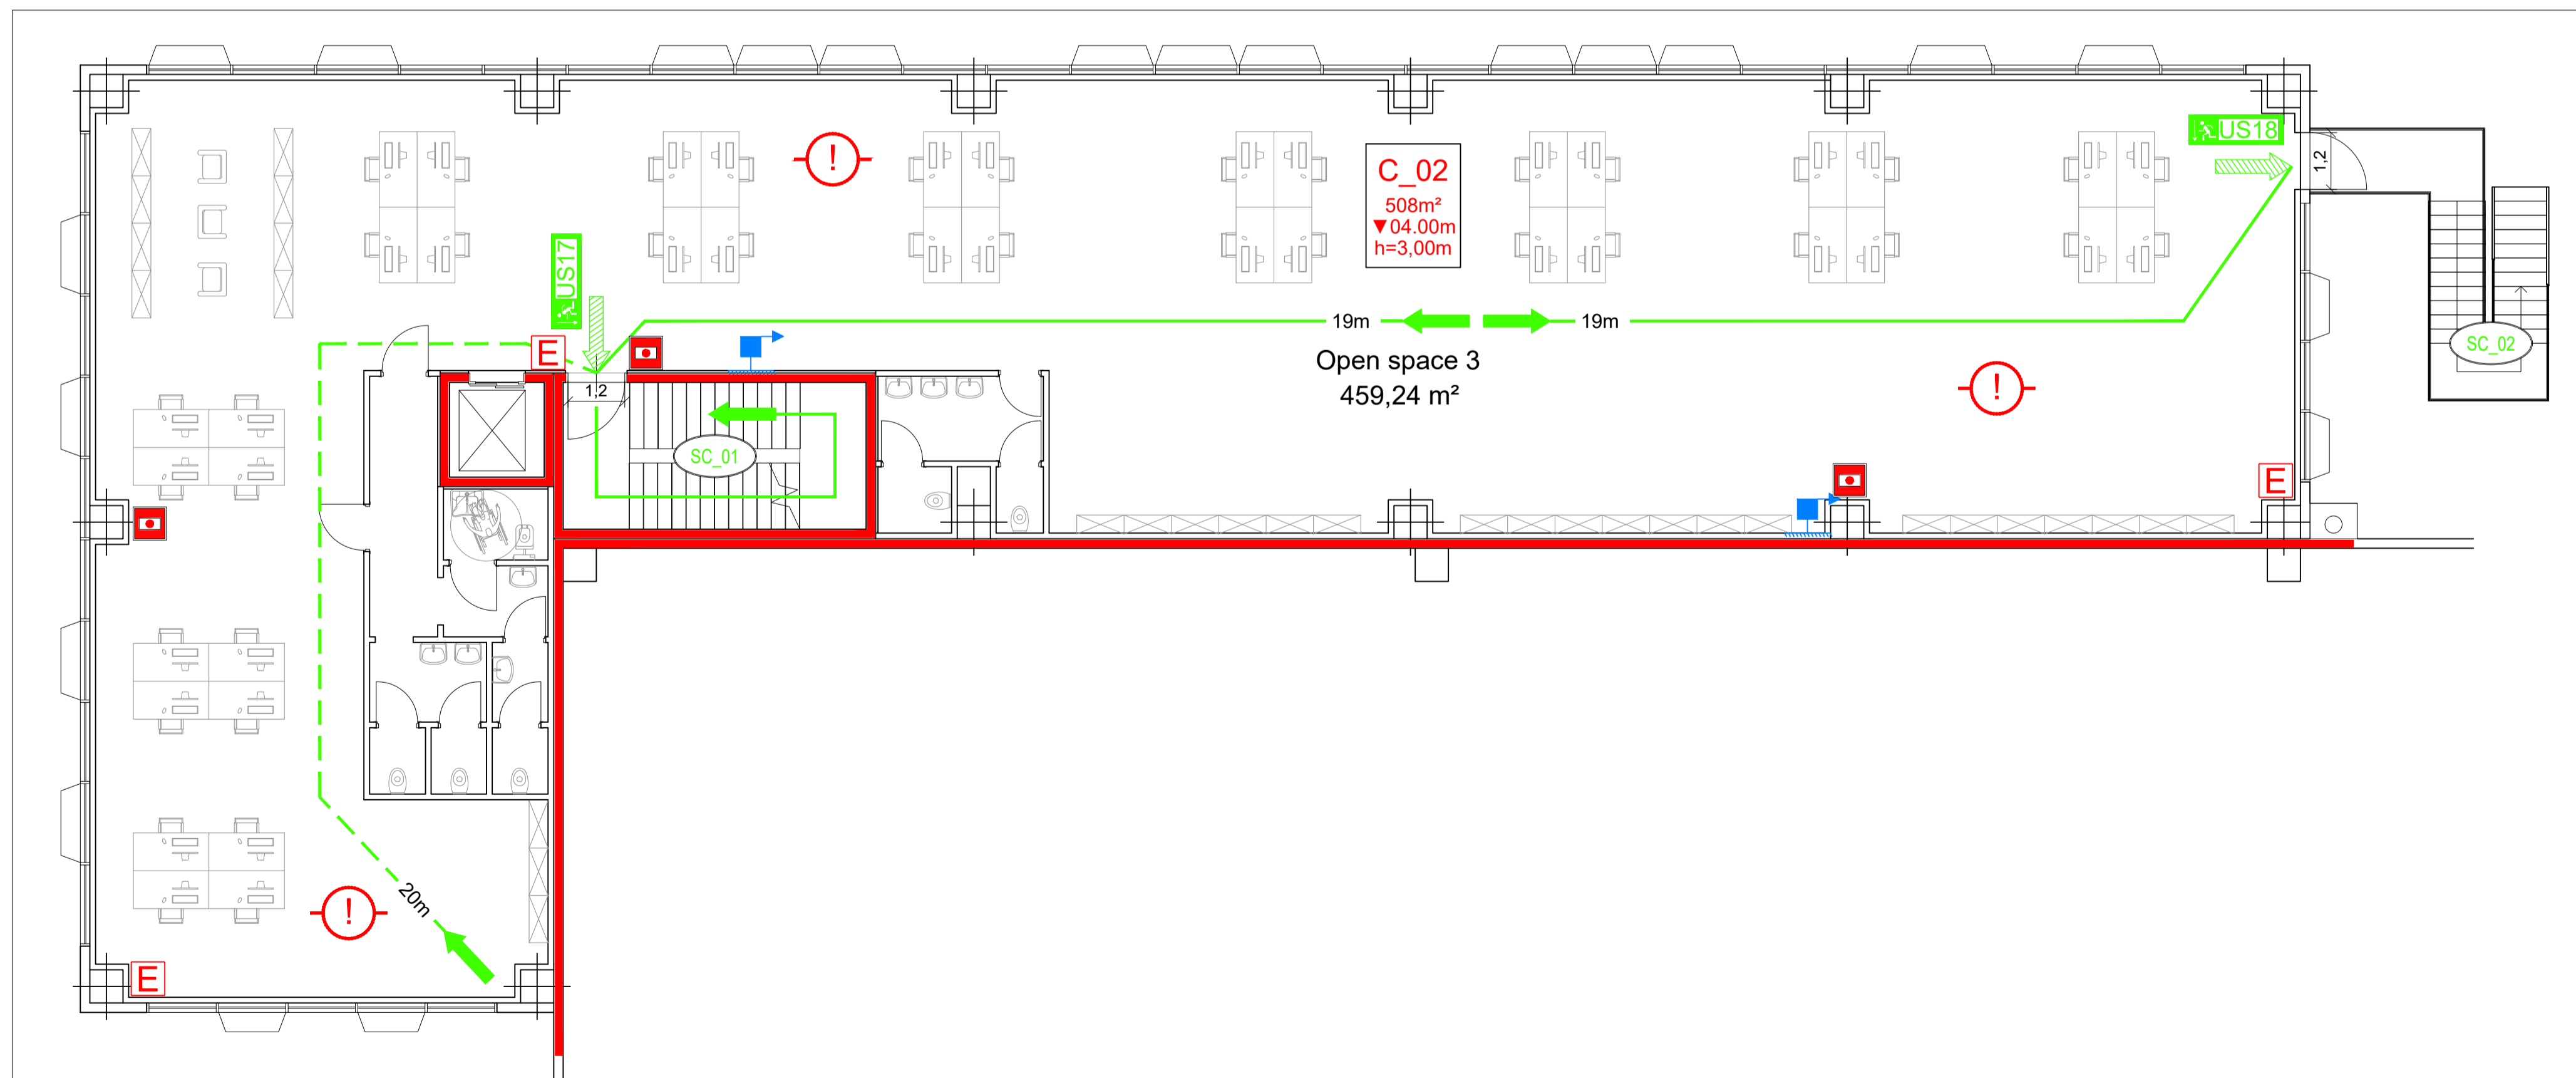 US18
1,2
C_02
508m²
▼04.00m
h=3,00m
US17
19m
19m
SC_02
E
Open space 3
459,24 m²
1,2
SC_01
E
20m
E